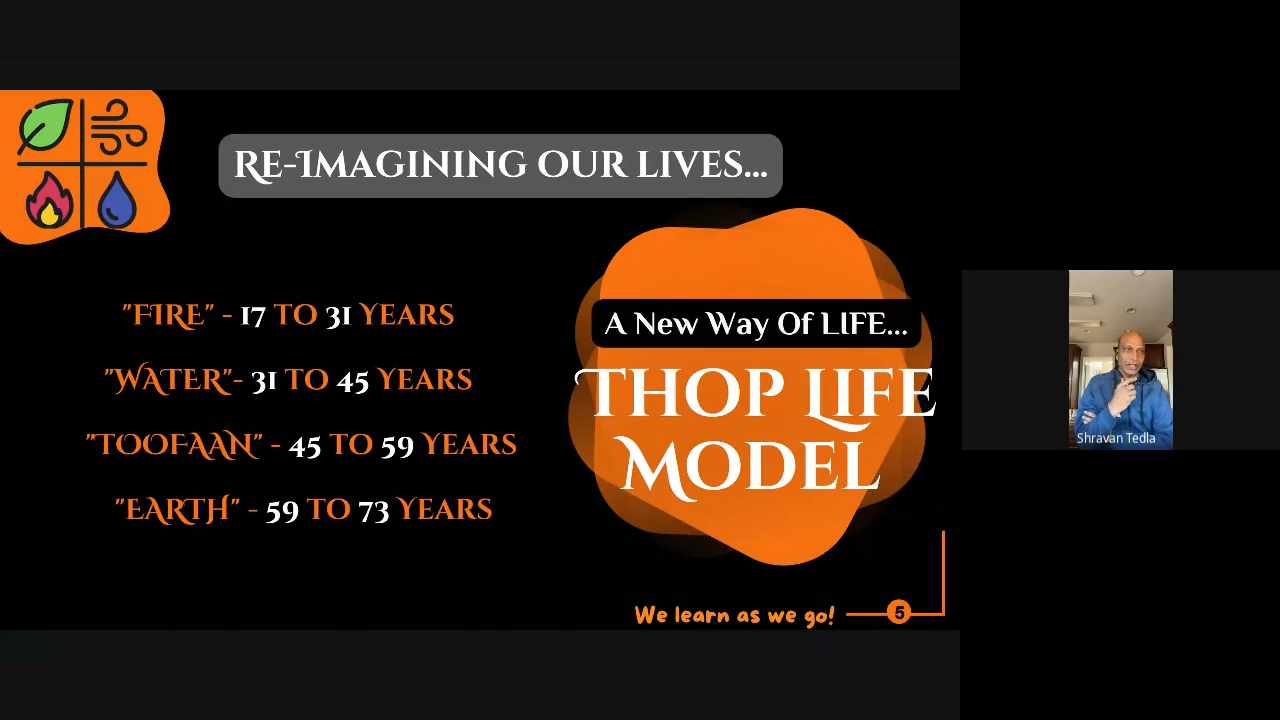 RE-IMAGINING OUR LIVES...
"FIRE" - 17 TO 31 YEARS
"WATER"- 31 TO 45 YEARS
"TOOFAAN" - 45 TO 59 YEARS
"EARTH" - 59 TO 73 YEARS
A New Way Of LIFE...
THOP LIFE
MODEL
We learn as we go!
5
Shravan Tedla